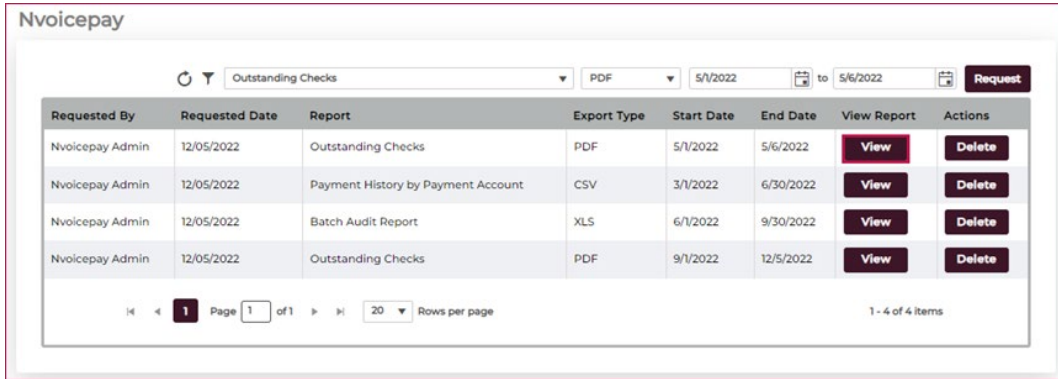 Nvoicepay
Outstanding Checks PDF 5/1/2022 to 5/6/2022 Request
Requested By Requested Date Report Export Type Start Date End Date View Report Actions
Nvoicepay Admin 12/05/2022 Outstanding Checks PDF 5/1/2022 5/6/2022 View Delete
Nvoicepay Admin 12/05/2022 Payment History by Payment Account CSV 3/1/2022 6/30/2022 View Delete
Nvoicepay Admin 12/05/2022 Batch Audit Report XLS 6/1/2022 9/30/2022 View Delete
Nvoicepay Admin 12/05/2022 Outstanding Checks PDF 9/1/2022 12/5/2022 View Delete
1 Page 1 of 1 20 Rows per page 1 - 4 of 4 items